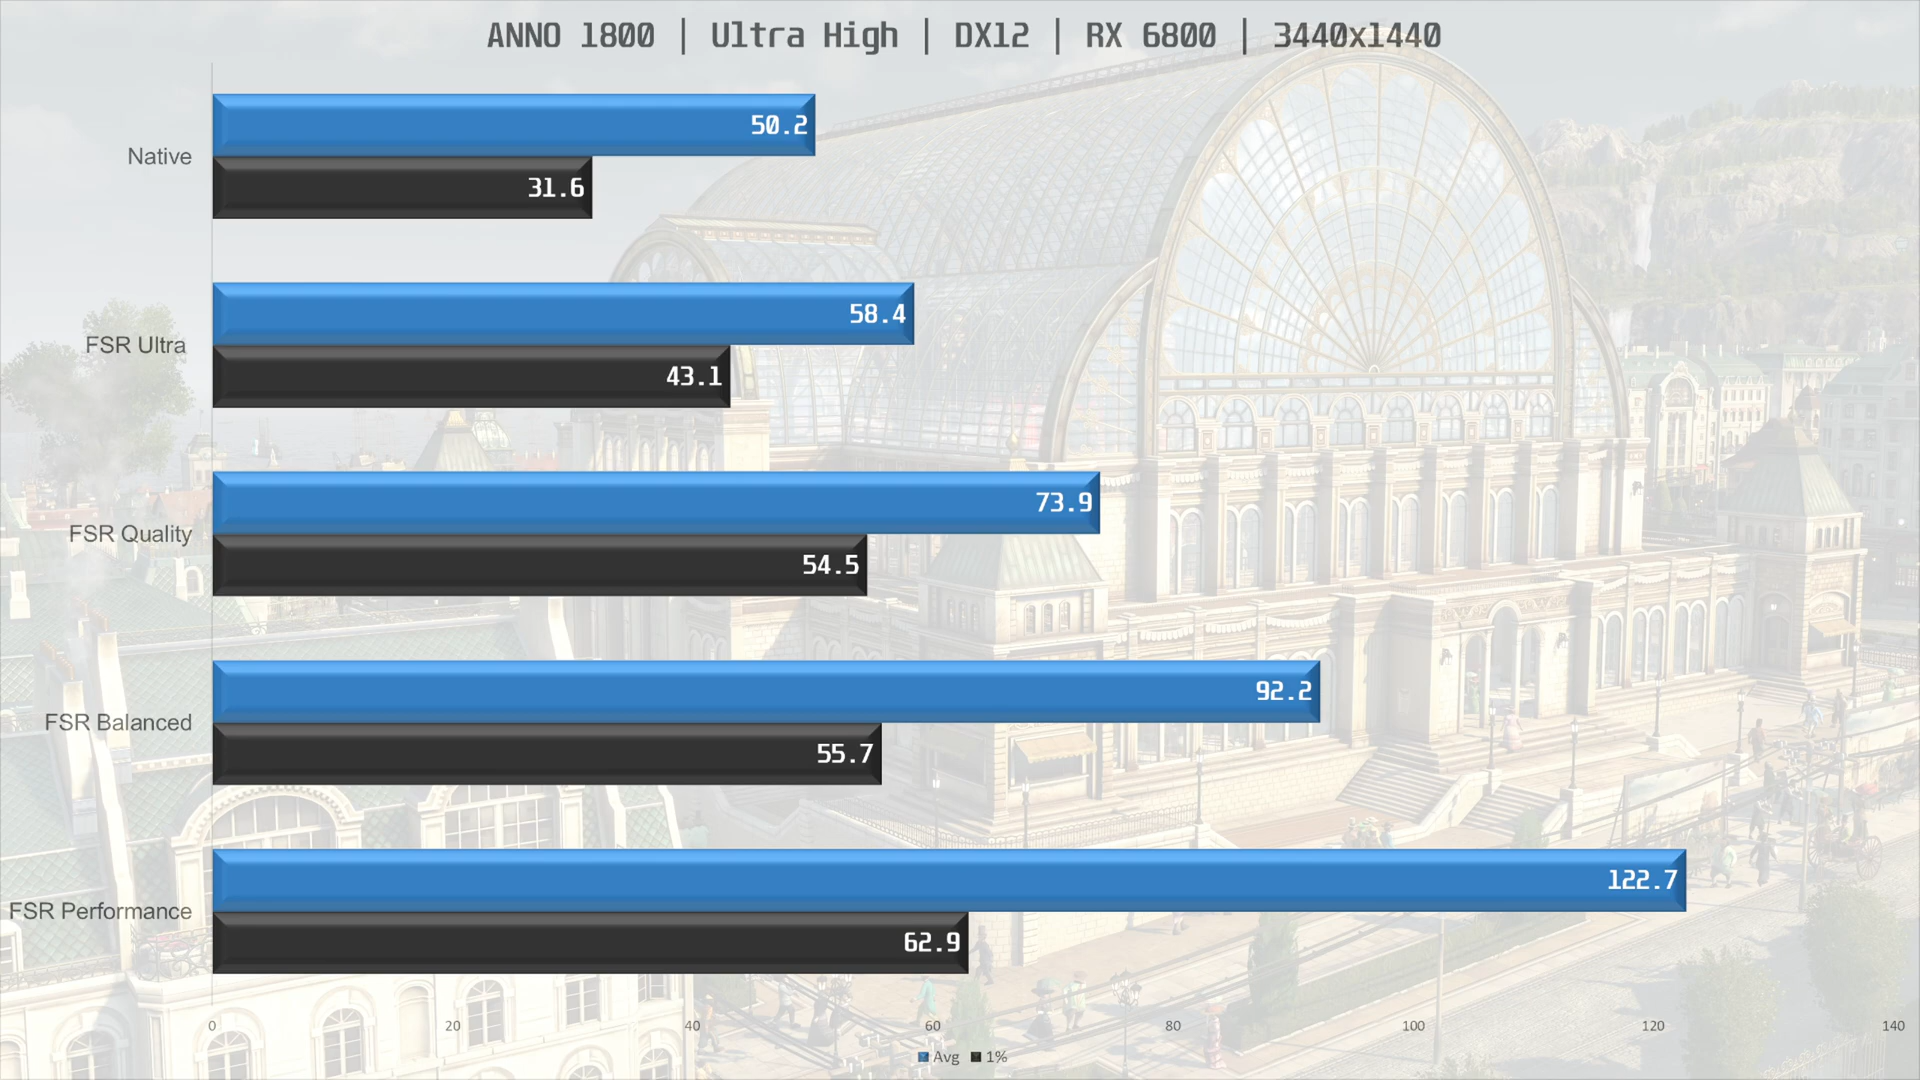 ANNO 1800 | Ultra High | DX12 | RX 6800 | 3440x1440
Native
50.2
31.6
FSR Ultra
58.4
43.1
FSR Quality
73.9
54.5
FSR Balanced
92.2
55.7
FSR Performance
122.7
62.9
0 20 40 60 80 100 120 140
Avg 1%